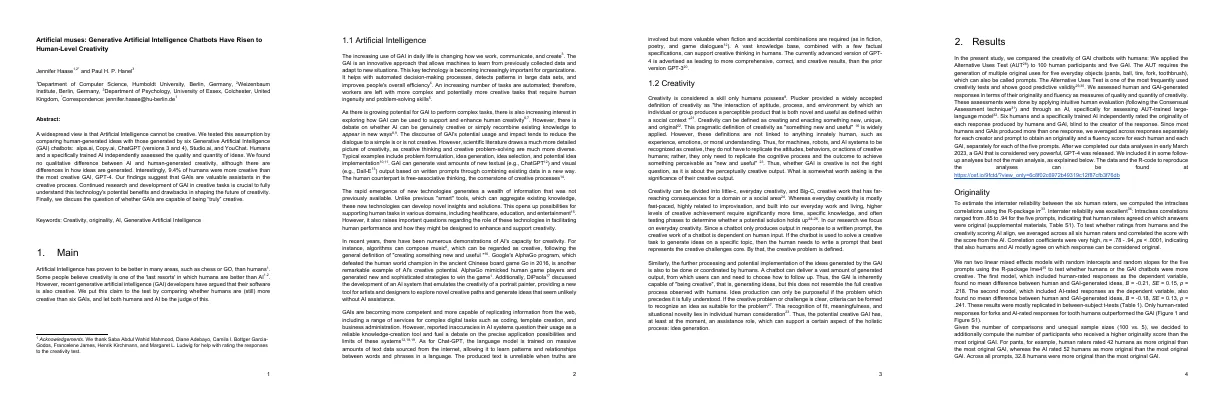 Artificial muses: Generative Artificial Intelligence Chatbots Have Risen to
Human-Level Creativity
Jennifer Haase¹,² and Paul H. P. Hanel³
¹Department of Computer Science, Humboldt University, Berlin, Germany, ²Weizenbaum
Institute, Berlin, Germany, ³Department of Psychology, University of Essex, Colchester, United
Kingdom, ¹Correspondence: jennifer.haase@hu-berlin.de
Abstract:
A widespread view is that Artificial Intelligence cannot be creative. We tested this assumption by
comparing human-generated ideas with those generated by six Generative Artificial Intelligence
(GAI) chatbots: alpa.ai, Copy.ai, ChatGPT (versions 3 and 4), Studio.ai, and YouChat. Humans
and a specifically trained AI independently assessed the quality and quantity of ideas. We found
no qualitative difference between AI and human-generated creativity, although there are
differences in how ideas are generated. Interestingly, 9.4% of humans were more creative than
the most creative GAI, GPT-4. Our findings suggest that GAIs are valuable assistants in the
creative process. Continued research and development of GAI in creative tasks is crucial to fully
understand this technology's potential benefits and drawbacks in shaping the future of creativity.
Finally, we discuss the question of whether GAIs are capable of being "truly" creative.
Keywords: Creativity, originality, AI, Generative Artificial Intelligence
1. Main
Artificial Intelligence has proven to be better in many areas, such as chess or GO, than humans¹.
Some people believe creativity is one of the 'last resorts' in which humans are better than AI
However, recent generative artificial intelligence (GAI) developers have argued that their software
is also creative. We put this claim to the test by comparing whether humans are (still) more
creative than six GAIs, and let both humans and AI be the judge of this.
Acknowledgments: We thank Saba Abdul Wahid Mahmood, Diane Adebayo, Camila I. Bottger Garcia-
Godos, Francelene James, Henrik Kirchmann, and Margaret L. Ludwig for help with rating the responses
to the creativity test.
1
1.1 Artificial Intelligence
The increasing use of GAI in daily life is changing how we work, communicate, and create
GAI is an innovative approach that allows machines to learn from previously collected data and
adapt to new situations. This key technology is becoming increasingly important for organizations.
It helps with automated decision-making processes, detects patterns in large data sets, and
improves people's overall efficiency An increasing number of tasks are automated; therefore,
workers are left with more complex and potentially more creative tasks that require human
ingenuity and problem-solving skills
As there is growing potential for GAI to perform complex tasks, there is also increasing interest in
exploring how GAI can be used to support and enhance human creativity However, there is
debate on whether AI can be genuinely creative or simply recombine existing knowledge to
appear in new ways The discourse of GAI's potential usage and impact tends to reduce the
dialogue to a simple is or is not creative. However, scientific literature draws a much more detailed
picture of creativity, as creative thinking and creative problem-solving are much more diverse.
Typical examples include problem formulation, idea generation, idea selection, and potential idea
implementation GAI can generate vast amounts of new textual (e.g., ChatGPT) and visual
(e.g., Dall-E) output based on written prompts through combining existing data in a new way.
The human counterpart is free-associative thinking, the cornerstone of creative processes
The rapid emergence of new technologies generates a wealth of information that was not
previously available. Unlike previous "smart" tools, which can aggregate existing knowledge,
these new technologies can develop novel insights and solutions. This opens up possibilities for
supporting human tasks in various domains, including healthcare, education, and entertainment
However, it also raises important questions regarding the role of these technologies in facilitating
human performance and how they might be designed to enhance and support creativity.
In recent years, there has been numerous demonstrations of AI's capacity for creativity. For
instance, algorithms can compose music, which can be regarded as creative, following the
general definition of "creating something new and useful." Google's AlphaGo program, which
defeated the human world champion in the ancient Chinese board game Go in 2016, is another
remarkable example of AI's creative potential. AlphaGo mimicked human game players and
generated new and sophisticated strategies to win the game Additionally, DiPaola discussed
the development of an AI system that emulates the creativity of a portrait painter, providing a new
tool for artists and designers to explore novel creative paths and generate ideas that seem unlikely
without AI assistance.
GAIs are becoming more competent and more capable of replicating information from the web,
including a range of services for complex digital tasks such as coding, template creation, and
business administration. However, reported inaccuracies in AI systems question their usage as a
reliable knowledge-creation tool and fuel a debate on the precise application possibilities and
limits of these systems As for Chat-GPT, the language model is trained on massive
amounts of text data sourced from the internet, allowing it to learn patterns and relationships
between words and phrases in a language. The produced text is unreliable when truths are
2
involved but more valuable when fiction and accidental combinations are required (as in fiction,
poetry, and game dialogues). A vast knowledge base, combined with a few factual
specifications, can support creative thinking in humans. The currently advanced version of GPT-
4 is advertised as leading to more comprehensive, correct, and creative results, than the prior
version GPT-3
1.2 Creativity
Creativity is considered a skill only humans possess Plucker provided a widely accepted
definition of creativity as "the interaction of aptitude, process, and environment by which an
individual or group produces a perceptible product that is both novel and useful as defined within
a social context Creativity can be defined as creating and enacting something new, unique,
and original This pragmatic definition of creativity as "something new and useful" is widely
applied. However, these definitions are not linked to anything innately human, such as
experience, emotions, or moral understanding. Thus, for machines, robots, and AI systems to be
recognized as creative, they do not have to replicate the attitudes, behaviors, or actions of creative
humans; rather, they only need to replicate the cognitive process and the outcome to achieve
something perceivable as "new and useful" Thus, whether GAI is creative is not the right
question, as it is about the perceptively creative output. What is somewhat worth asking is the
significance of their creative output.
Creativity can be divided into little-c, everyday creativity, and Big-C, creative work that has far-
reaching consequences for a domain or a social area Whereas everyday creativity is mostly
fast-paced, highly related to improvisation, and built into our everyday work and living, higher
levels of creative achievement require significantly more time, specific knowledge, and often
testing phases to determine whether a potential solution holds up In our research we focus
on everyday creativity. Since a chatbot only produces output in response to a written prompt, the
creative work of a chatbot is dependent on human input. If the chatbot is used to solve a creative
task to generate ideas on a specific topic, then the human needs to write a prompt that best
represents the creative challenges core. By that, the creative problem is defined.
Similarly, the further processing and potential implementation of the ideas generated by the GAI
is also to be done or coordinated by humans. A chatbot can deliver a vast amount of generated
output, from which users can and need to choose how to follow up. Thus, the GAI is inherently
capable of "being creative", that is, generating ideas, but this does not resemble the full creative
process observed with humans. Idea production can only be purposeful if the problem which
precedes it is fully understood. If the creative problem or challenge is clear, criteria can be formed
to recognize an idea as suitable for the problem This recognition of fit, meaningfulness, and
situational novelty lies in individual human consideration Thus, the potential creative GAI has,
at least at the moment, an assistance role, which can support a certain aspect of the holistic
process: idea generation.
3
2. Results
In the present study, we compared the creativity of GAI chatbots with humans: We applied the
Alternative Uses Test (AUT) to 100 human participants and five GAI. The AUT require the
generation of multiple original uses for five everyday objects (pants, ball, tire, fork, toothbrush),
which can also be called prompts. The Alternative Uses Test is one of the most frequently used
creativity tests and shows good predictive validity We assessed human and GAI-generated
responses in terms of their originality and fluency as measures of quality and quantity of creativity.
These assessments were done by applying intuitive human evaluation (following the Consensual
Assessment technique) and through an AI, specifically for assessing AUT-trained large-
language model Six humans and a specifically trained AI independently rated the originality of
each response produced by humans and GAI, blind to the creator of the response. Since most
humans and GAIs produced more than one response, we averaged across responses separately
for each creator and prompt to obtain an originality and a fluency score for each human and each
GAI, separately for each of the five prompts. After we completed our data analyses in early March
2023, a GAI that is considered very powerful, GPT-4 was released. We included it in some follow-
up analyses but not the main analysis, as explained below. The data and the R-code to reproduce
the analyses can be found at
Originality
To estimate the interrater reliability between the six human raters, we computed the intraclass
correlations using the R-package irr Interrater reliability was excellent Intraclass correlations
ranged from .85 to .94 for the five prompts, indicating that human raters agreed on which answers
were original (supplemental materials, Table S1). To test whether ratings from humans and the
creativity scoring AI align, we averaged across all six human raters and correlated the score with
the score from the AI. Correlation coefficients were very high, rs = .78 - .94, ps < .0001, indicating
that also humans and AI mostly agree on which response can be considered original.
We ran two linear mixed effects models with random intercepts and random slopes for the five
prompts using the R-package lme4 to test whether or the GAI chatbots were more
creative. The first model, which included human-rated responses as the dependent variable,
found no mean difference between human and GAI-generated ideas, B = -0.21, SE = 0.15, p =
.218. The second model, which included AI-rated responses as the dependent variable, also
found no mean difference between human and GAI-generated ideas, B = -0.18, SE = 0.13, p =
.241. These results were mostly replicated in between-subject t-tests (Table 1). Only human-rated
responses for forks and AI-rated responses for tooth humans outperformed the GAI (Figure 1 and
Figure S1).
Given the number of comparisons and unequal sample sizes (100 vs. 5), we decided to
additionally compute the number of participants who received a higher originality score than the
most original GAI. For pants, for example, human raters rated 42 humans as more original than
the most original GAI, whereas the AI rated 52 humans as more original than the most original
GAI. Across all prompts, 32.8 humans were more original than the most original GAI.
4